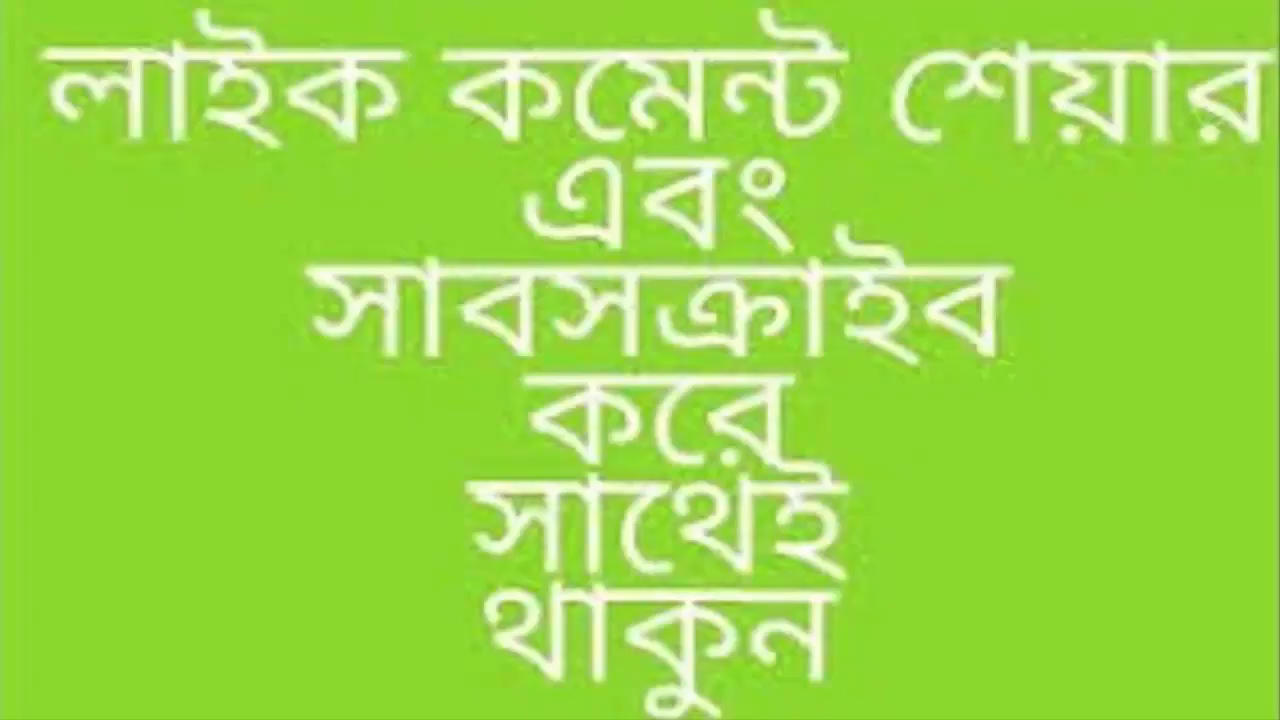 লাইক কমেন্ট শেয়ার
এবং
সাবসক্রাইব
করে
সাথেই
থাকুন